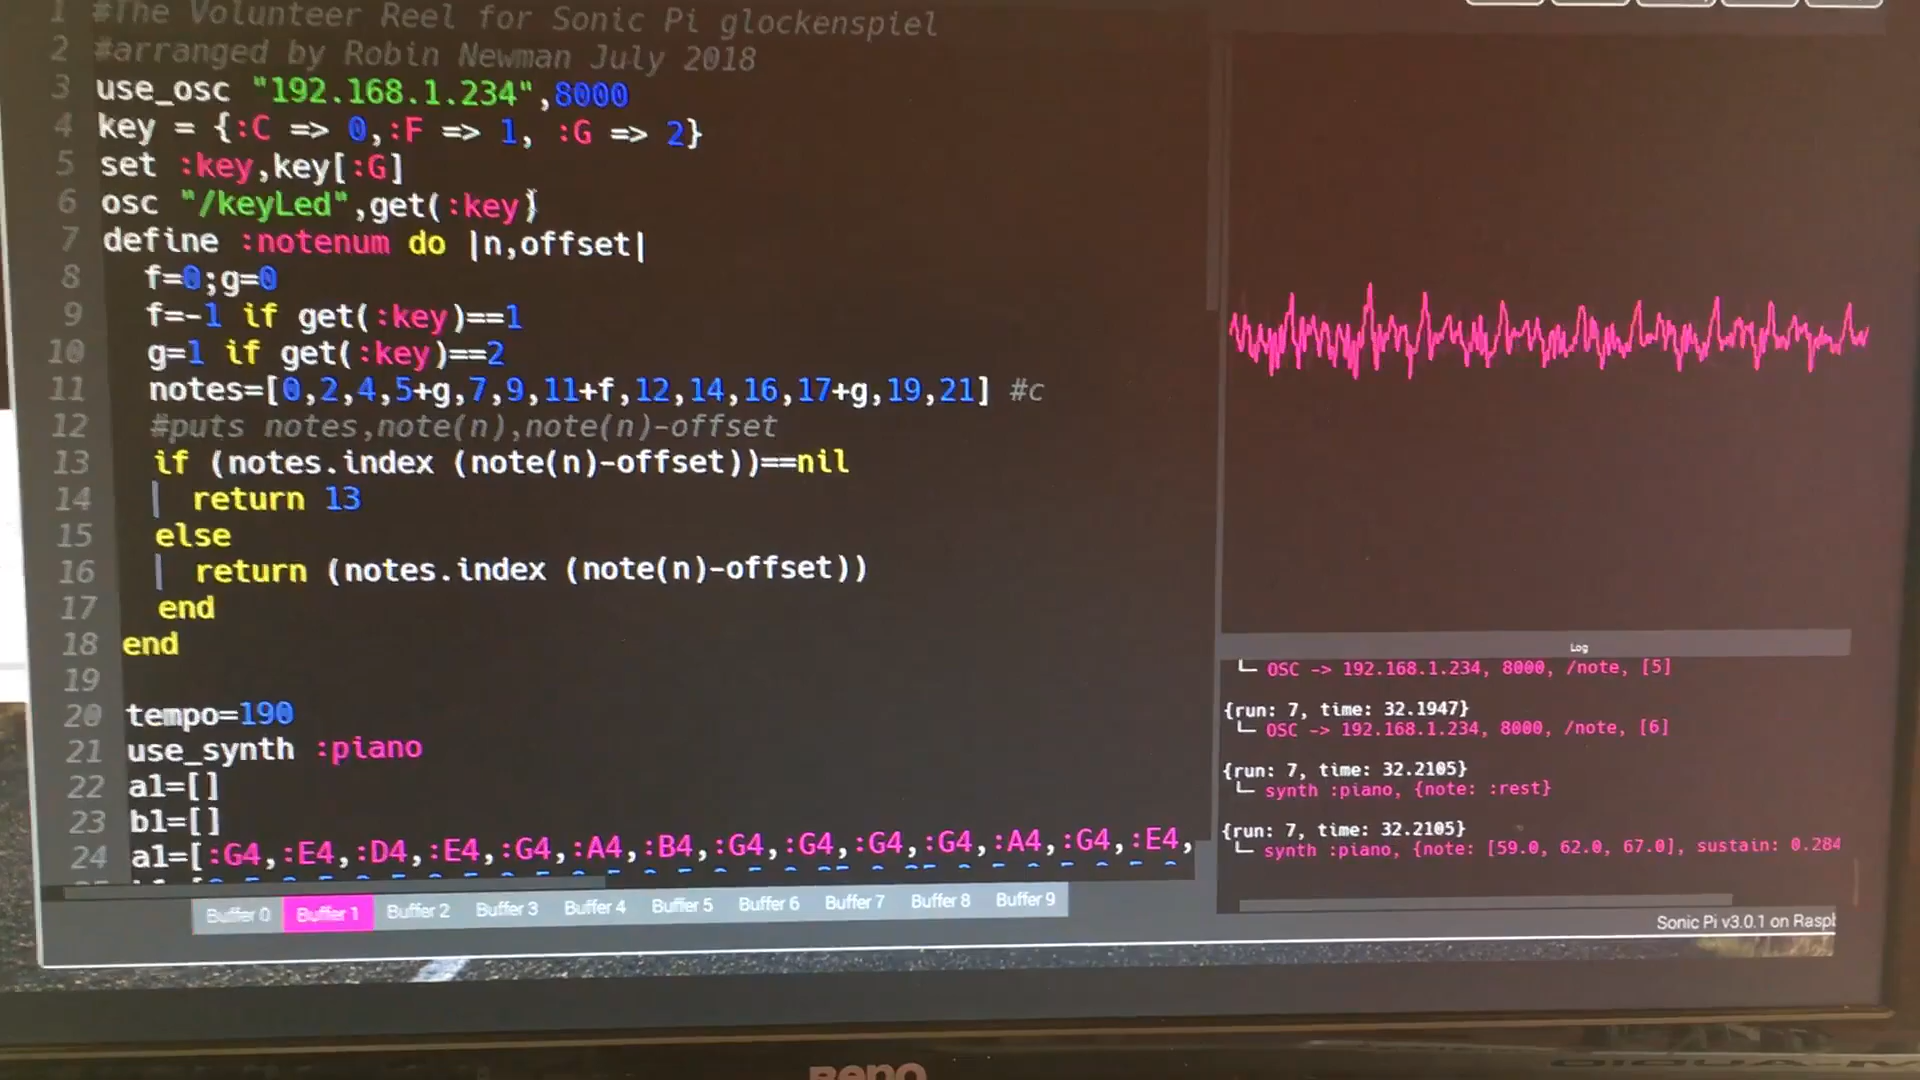 1 #The Volunteer Reel for Sonic Pi glockenspiel
2 #arranged by Robin Newman July 2018
3 use_osc "192.168.1.234",8000
4 key = {:C => 0,:F => 1, :G => 2}
5 set :key,key[:G]
6 osc "/keyLed",get(:key)
7 define :notenum do |n,offset|
8 f=0;g=0
9 f=-1 if get(:key)==1
10 g=1 if get(:key)==2
11 notes=[0,2,4,5+g,7,9,11+f,12,14,16,17+g,19,21] #c
12 #puts notes,note(n),note(n)-offset
13 if (notes.index (note(n)-offset))==nil
14 return 13
15 else
16 return (notes.index (note(n)-offset))
17 end
18 end
19
20 tempo=190
21 use_synth :piano
22 a1=[]
23 b1=[]
24 a1=[:G4,:E4,:D4,:E4,:G4,:A4,:B4,:G4,:G4,:G4,:G4,:A4,:G4,:E4,
Buffer 0 Buffer 1 Buffer 2 Buffer 3 Buffer 4 Buffer 5 Buffer 6 Buffer 7 Buffer 8 Buffer 9
Log
OSC -> 192.168.1.234, 8000, /note, [5]
{run: 7, time: 32.1947}
OSC -> 192.168.1.234, 8000, /note, [6]
{run: 7, time: 32.2105}
synth :piano, {note: :rest}
{run: 7, time: 32.2105}
synth :piano, {note: [59.0, 62.0, 67.0], sustain: 0.284
Sonic Pi v3.0.1 on Raspb
BenQ